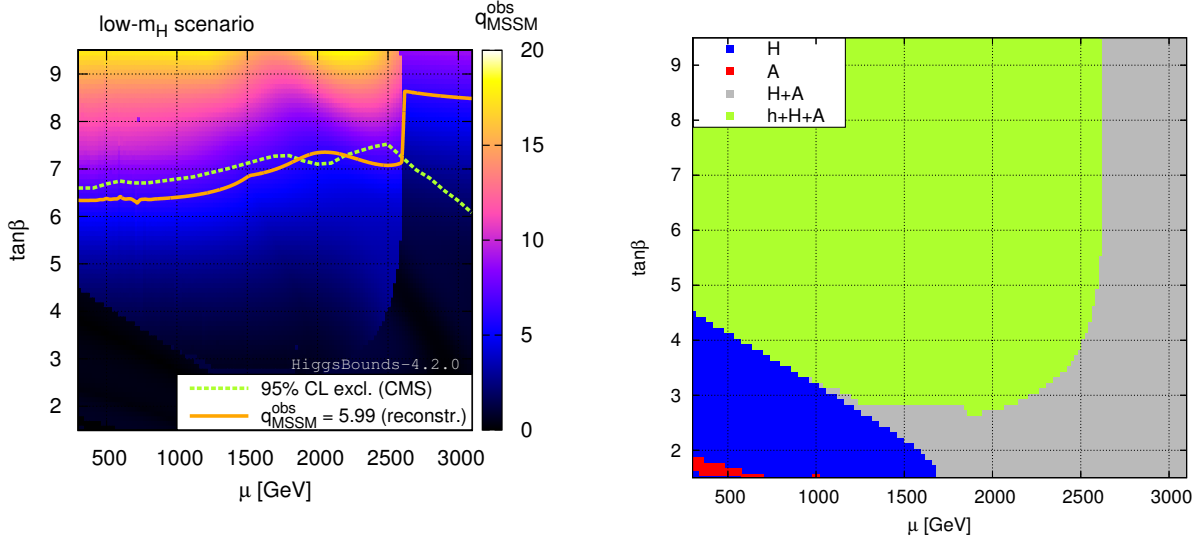 low-m_H scenario
q^obs_MSSM
9
8
7
6
5
4
3
2
tanβ
500 1000 1500 2000 2500 3000
μ [GeV]
HiggsBounds-4.2.0
95% CL excl. (CMS)
q^obs_MSSM = 5.99 (reconstr.)
20
15
10
5
0
H
A
H+A
h+H+A
9
8
7
6
5
4
3
2
tanβ
500 1000 1500 2000 2500 3000
μ [GeV]